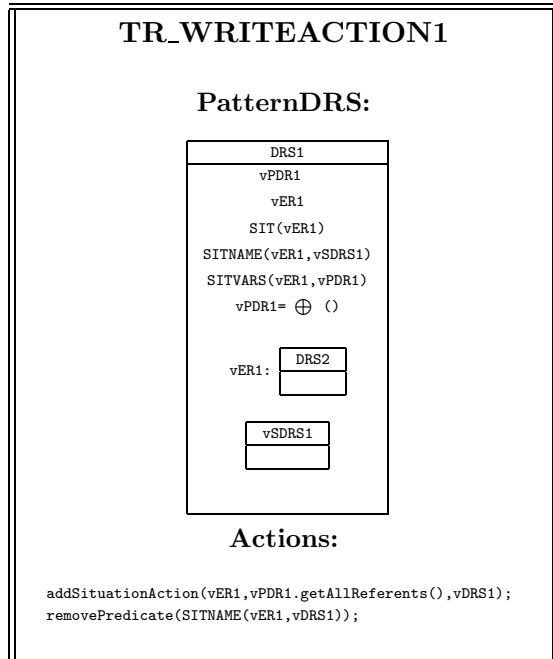 TR_WRITEACTION1
PatternDRS:
DRS1
vPDR1
vER1
SIT(vER1)
SITNAME(vER1,vSDRS1)
SITVARS(vER1,vPDR1)
vPDR1= ⊕ ()
vER1: DRS2
vSDRS1
Actions:
addSituationAction(vER1,vPDR1.getAllReferents(),vDRS1);
removePredicate(SITNAME(vER1,vDRS1));